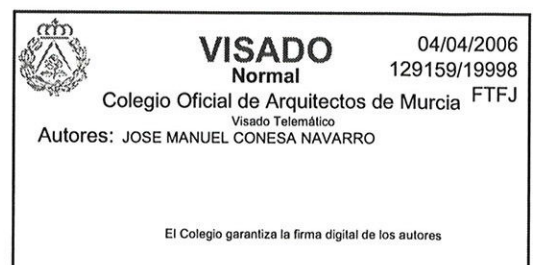 VISADO 04/04/2006
Normal 129159/19998
Colegio Oficial de Arquitectos de Murcia FTFJ
Visado Telemático
Autores: JOSE MANUEL CONESA NAVARRO
El Colegio garantiza la firma digital de los autores